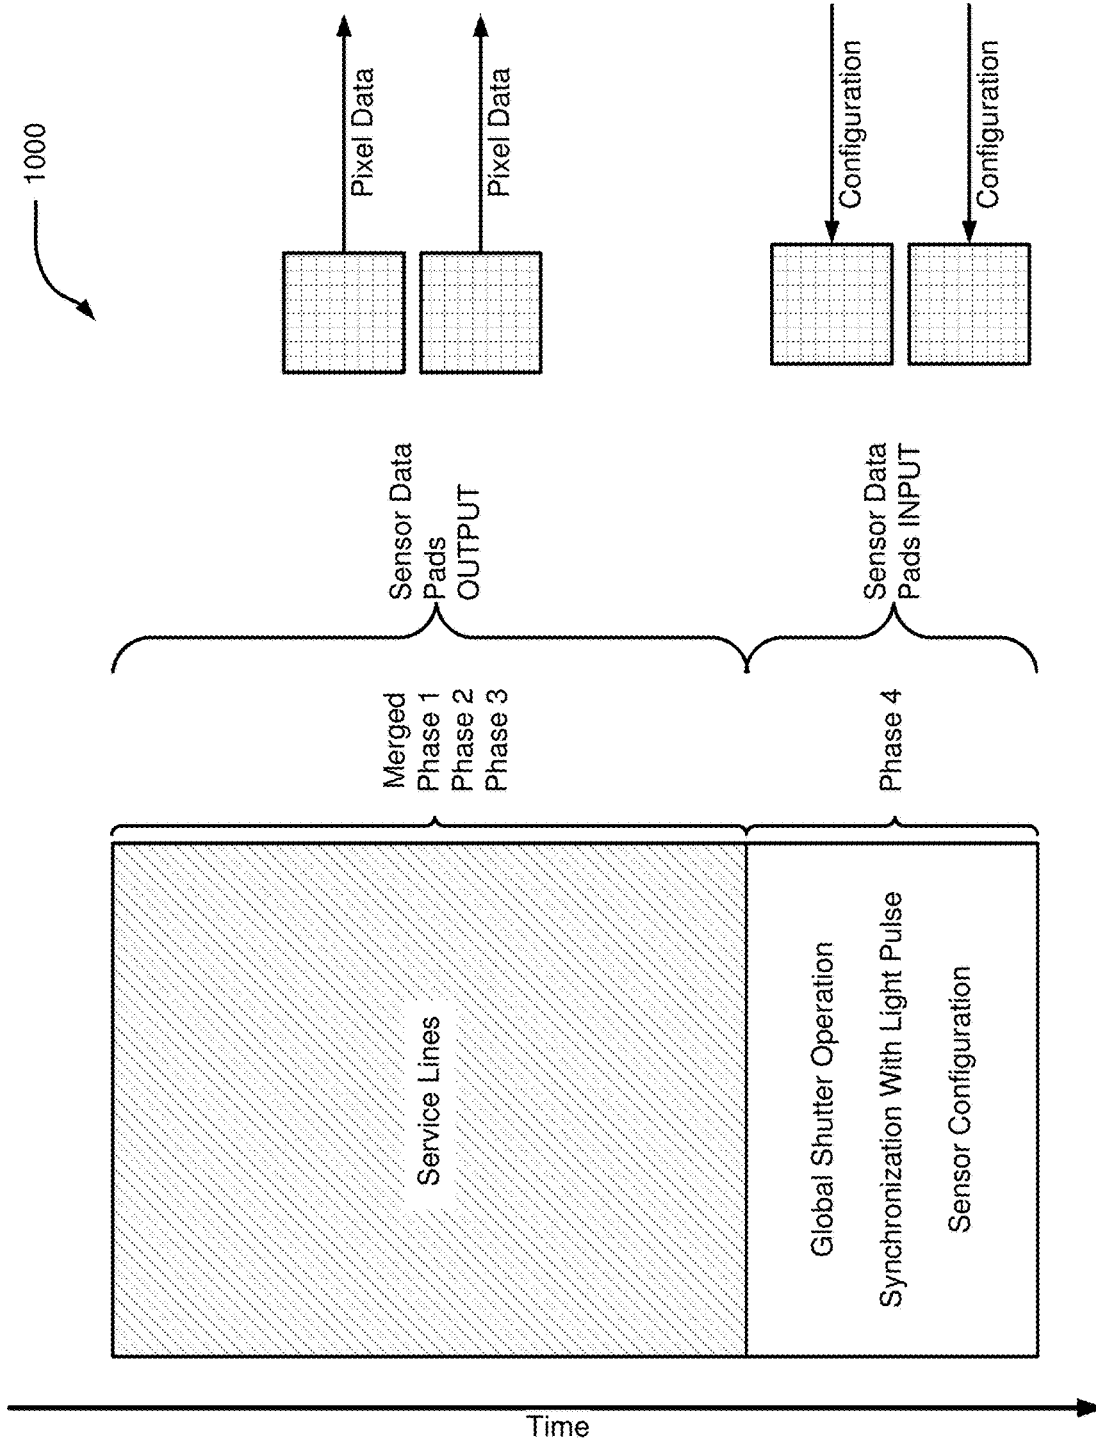 1000
Pixel Data
Pixel Data
Configuration
Configuration
Sensor Data
Pads
OUTPUT
Sensor Data
Pads INPUT
Merged
Phase 1
Phase 2
Phase 3
Phase 4
Service Lines
Global Shutter Operation
Synchronization With Light Pulse
Sensor Configuration
Time